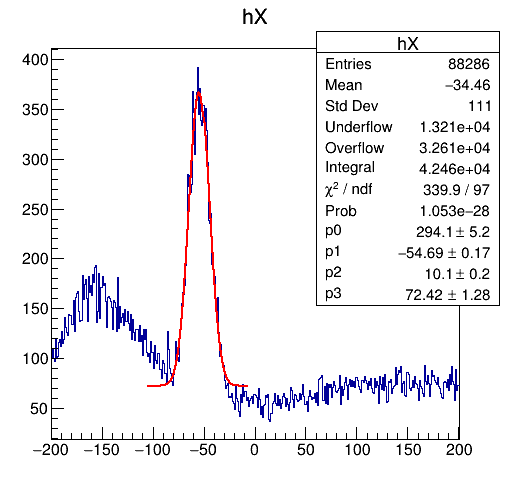 hX
hX
Entries 88286
Mean −34.46
Std Dev 111
Underflow 1.321e+04
Overflow 3.261e+04
Integral 4.246e+04
χ² / ndf 339.9 / 97
Prob 1.053e−28
p0 294.1 ± 5.2
p1 −54.69 ± 0.17
p2 10.1 ± 0.2
p3 72.42 ± 1.28
400
350
300
250
200
150
100
50
−200 −150 −100 −50 0 50 100 150 200